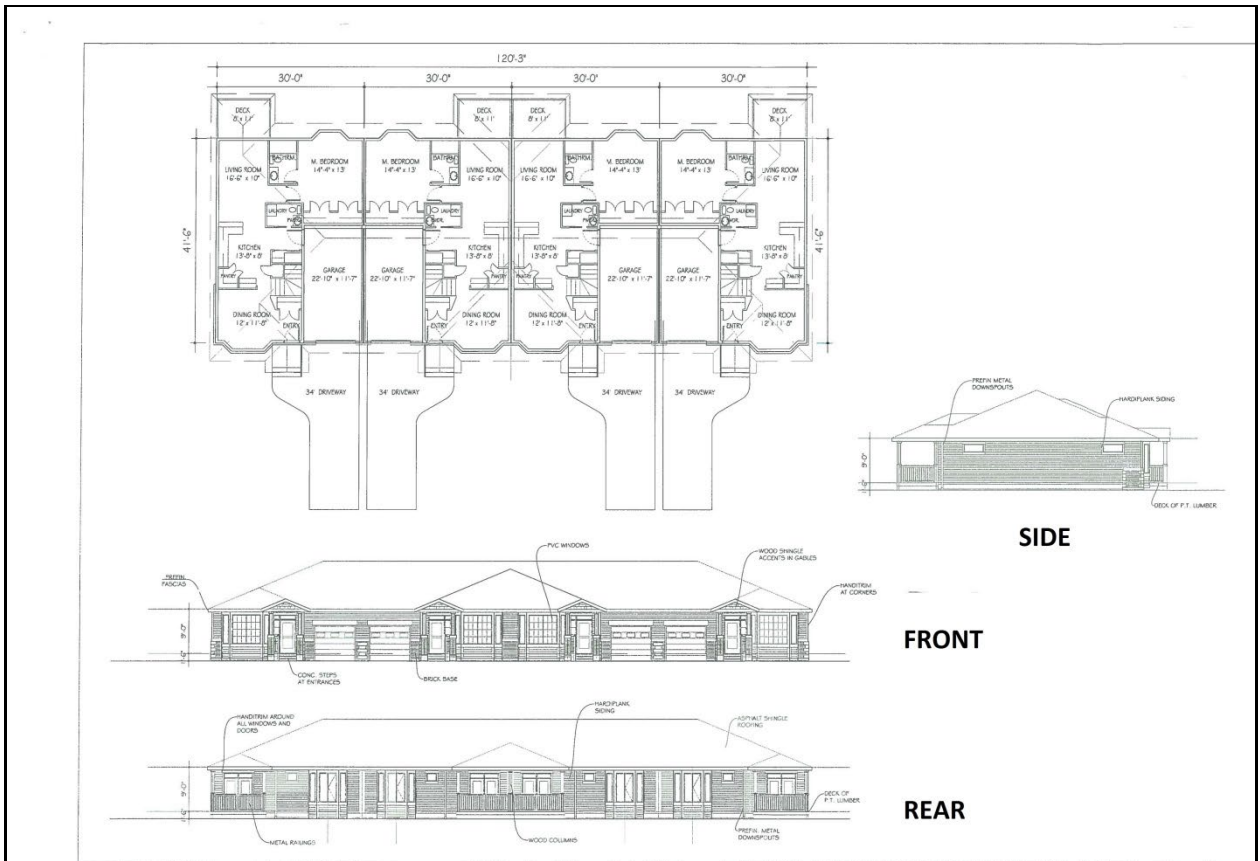 120'-3"
30'-0" 30'-0" 30'-0" 30'-0"
DECK
8' x 11'
DECK
8' x 11'
DECK
8' x 11'
DECK
8' x 11'
41'-6"
41'-6"
BATHRM.
M. BEDROOM
14'-4" x 13'
M. BEDROOM
14'-4" x 13'
BATHRM.
BATHRM.
M. BEDROOM
14'-4" x 13'
M. BEDROOM
14'-4" x 13'
BATHRM.
LIVING ROOM
16'-6" x 10'
LIVING ROOM
16'-6" x 10'
LIVING ROOM
16'-6" x 10'
LIVING ROOM
16'-6" x 10'
LAUNDRY
LAUNDRY
LAUNDRY
LAUNDRY
KITCHEN
13'-8" x 8'
KITCHEN
13'-8" x 8'
KITCHEN
13'-8" x 8'
KITCHEN
13'-8" x 8'
PANTRY
PANTRY
PANTRY
PANTRY
GARAGE
22'-10" x 11'-7"
GARAGE
22'-10" x 11'-7"
GARAGE
22'-10" x 11'-7"
GARAGE
22'-10" x 11'-7"
DINING ROOM
12' x 11'-8"
DINING ROOM
12' x 11'-8"
DINING ROOM
12' x 11'-8"
DINING ROOM
12' x 11'-8"
ENTRY
ENTRY
ENTRY
ENTRY
34' DRIVEWAY
34' DRIVEWAY
34' DRIVEWAY
34' DRIVEWAY
PREFIN METAL
DOWNSPOUTS
HARDIPLANK SIDING
9'-0"
1'-6"
DECK OF P.T. LUMBER
SIDE
PVC WINDOWS
WOOD SHINGLE
ACCENTS IN GABLES
PREFIN
FASCIAS
HANDITRIM
AT CORNERS
9'-0"
1'-6"
CONC. STEPS
AT ENTRANCES
BRICK BASE
FRONT
HANDITRIM AROUND
ALL WINDOWS AND
DOORS
HARDIPLANK
SIDING
ASPHALT SHINGLE
ROOFING
9'-0"
1'-6"
METAL RAILINGS
WOOD COLUMNS
PREFIN. METAL
DOWNSPOUTS
DECK OF
P.T. LUMBER
REAR